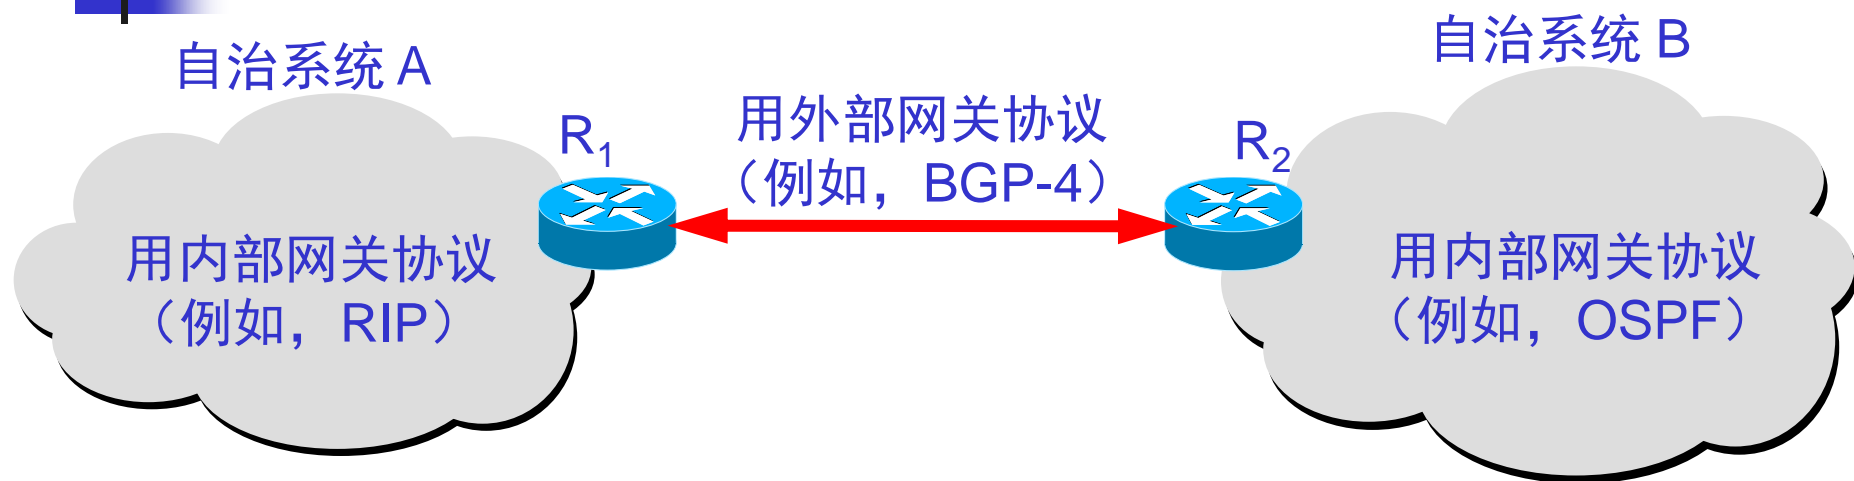 自治系统 A
自治系统 B
R1
用外部网关协议
（例如，BGP-4）
R2
用内部网关协议
（例如，RIP）
用内部网关协议
（例如，OSPF）